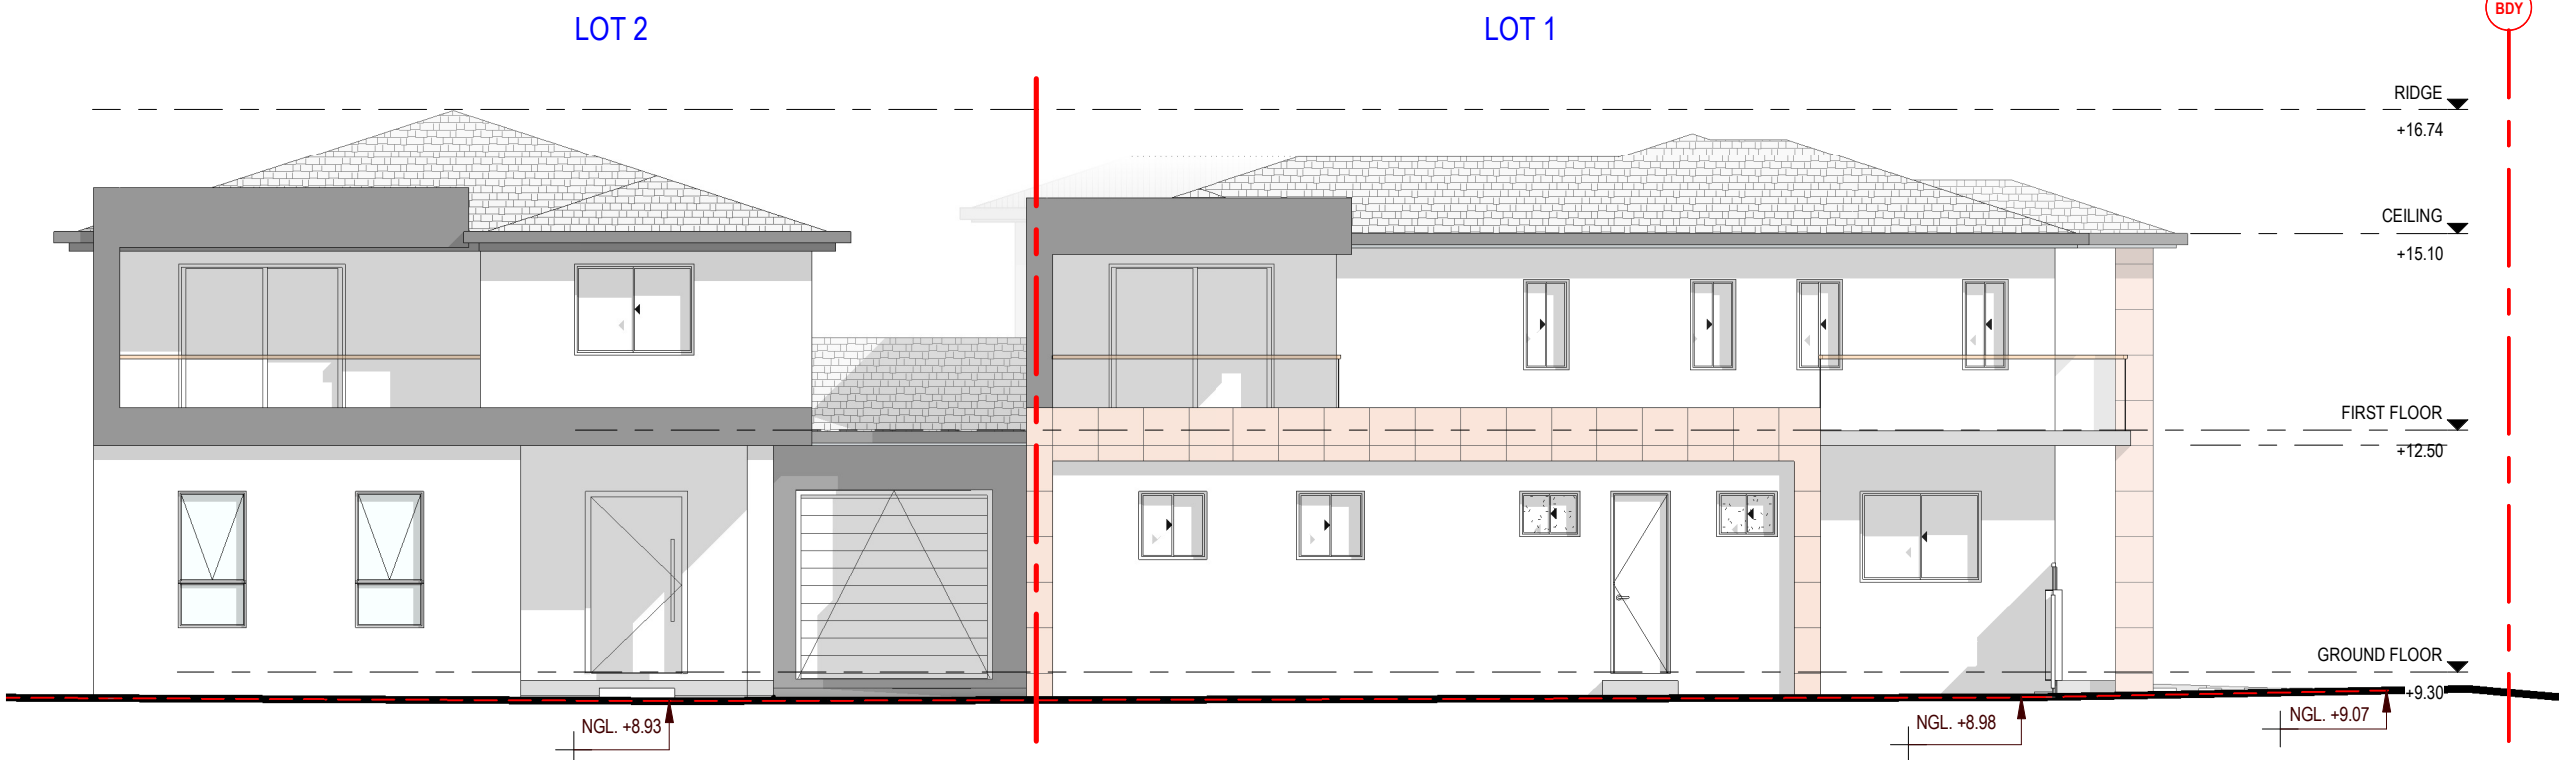 BDY
LOT 2
LOT 1
RIDGE
+16.74
CEILING
+15.10
FIRST FLOOR
+12.50
GROUND FLOOR
+9.30
NGL. +8.93
NGL. +8.98
NGL. +9.07